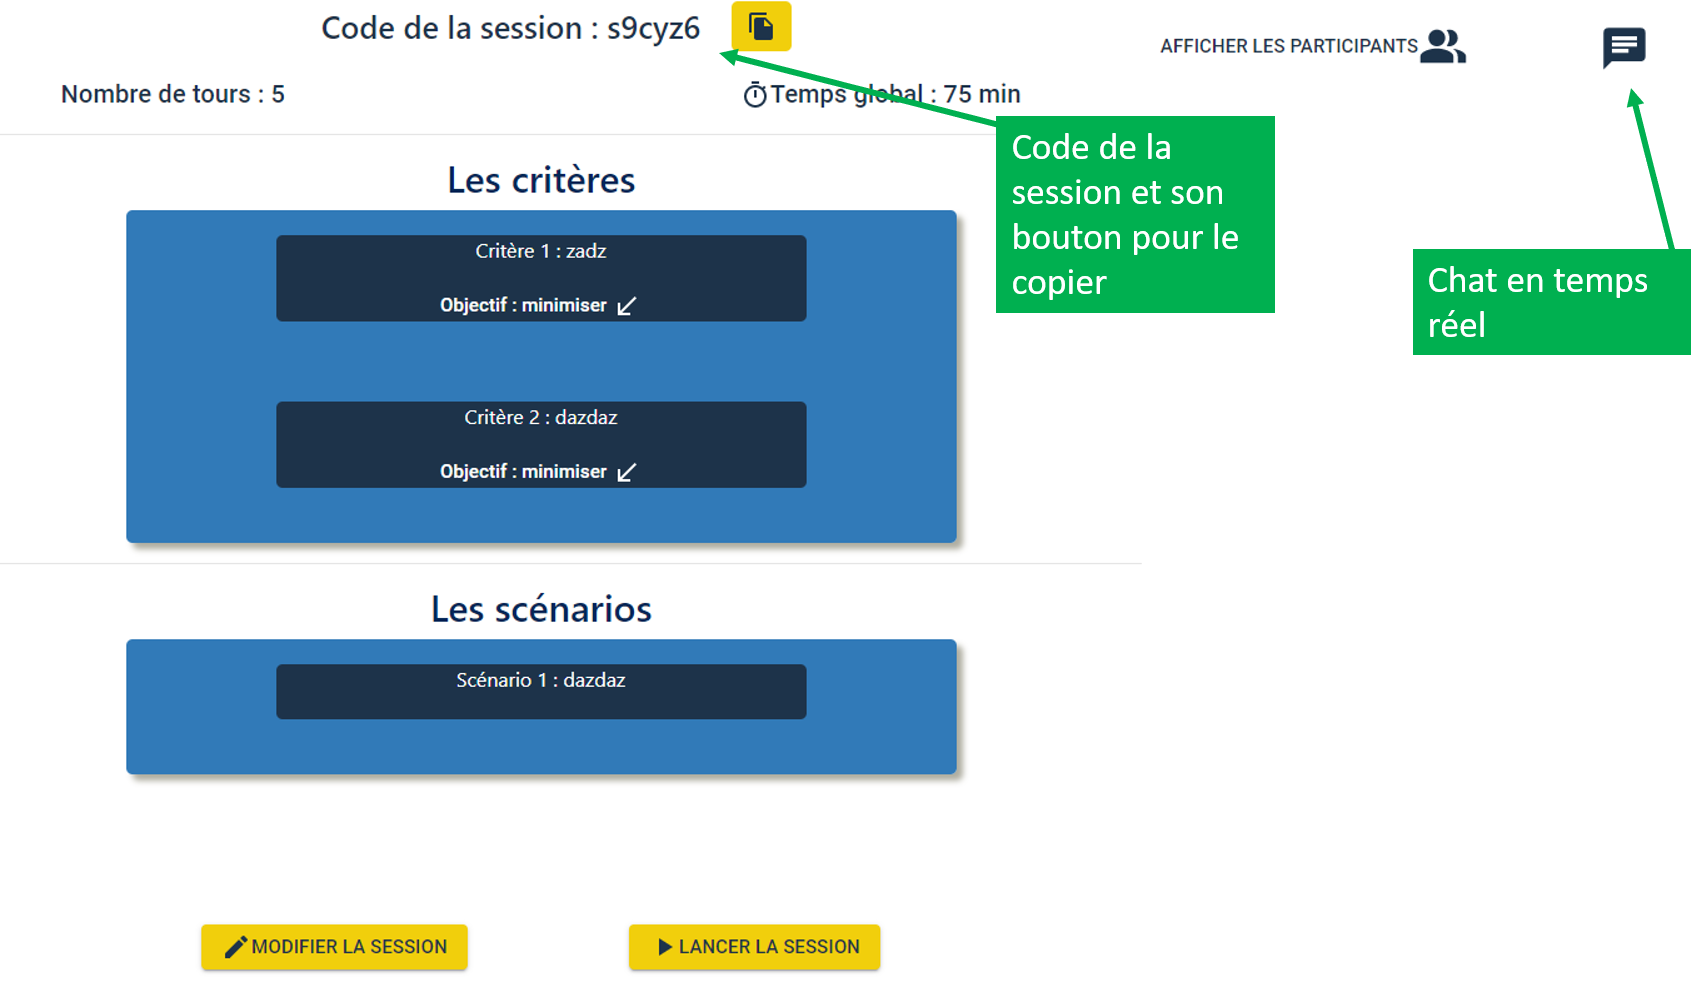 Code de la session : s9cyz6
AFFICHER LES PARTICIPANTS
Nombre de tours : 5
Temps global : 75 min
Code de la
session et son
bouton pour le
copier
Chat en temps
réel
Les critères
Critère 1 : zadz
Objectif : minimiser
Critère 2 : dazdaz
Objectif : minimiser
Les scénarios
Scénario 1 : dazdaz
MODIFIER LA SESSION
LANCER LA SESSION